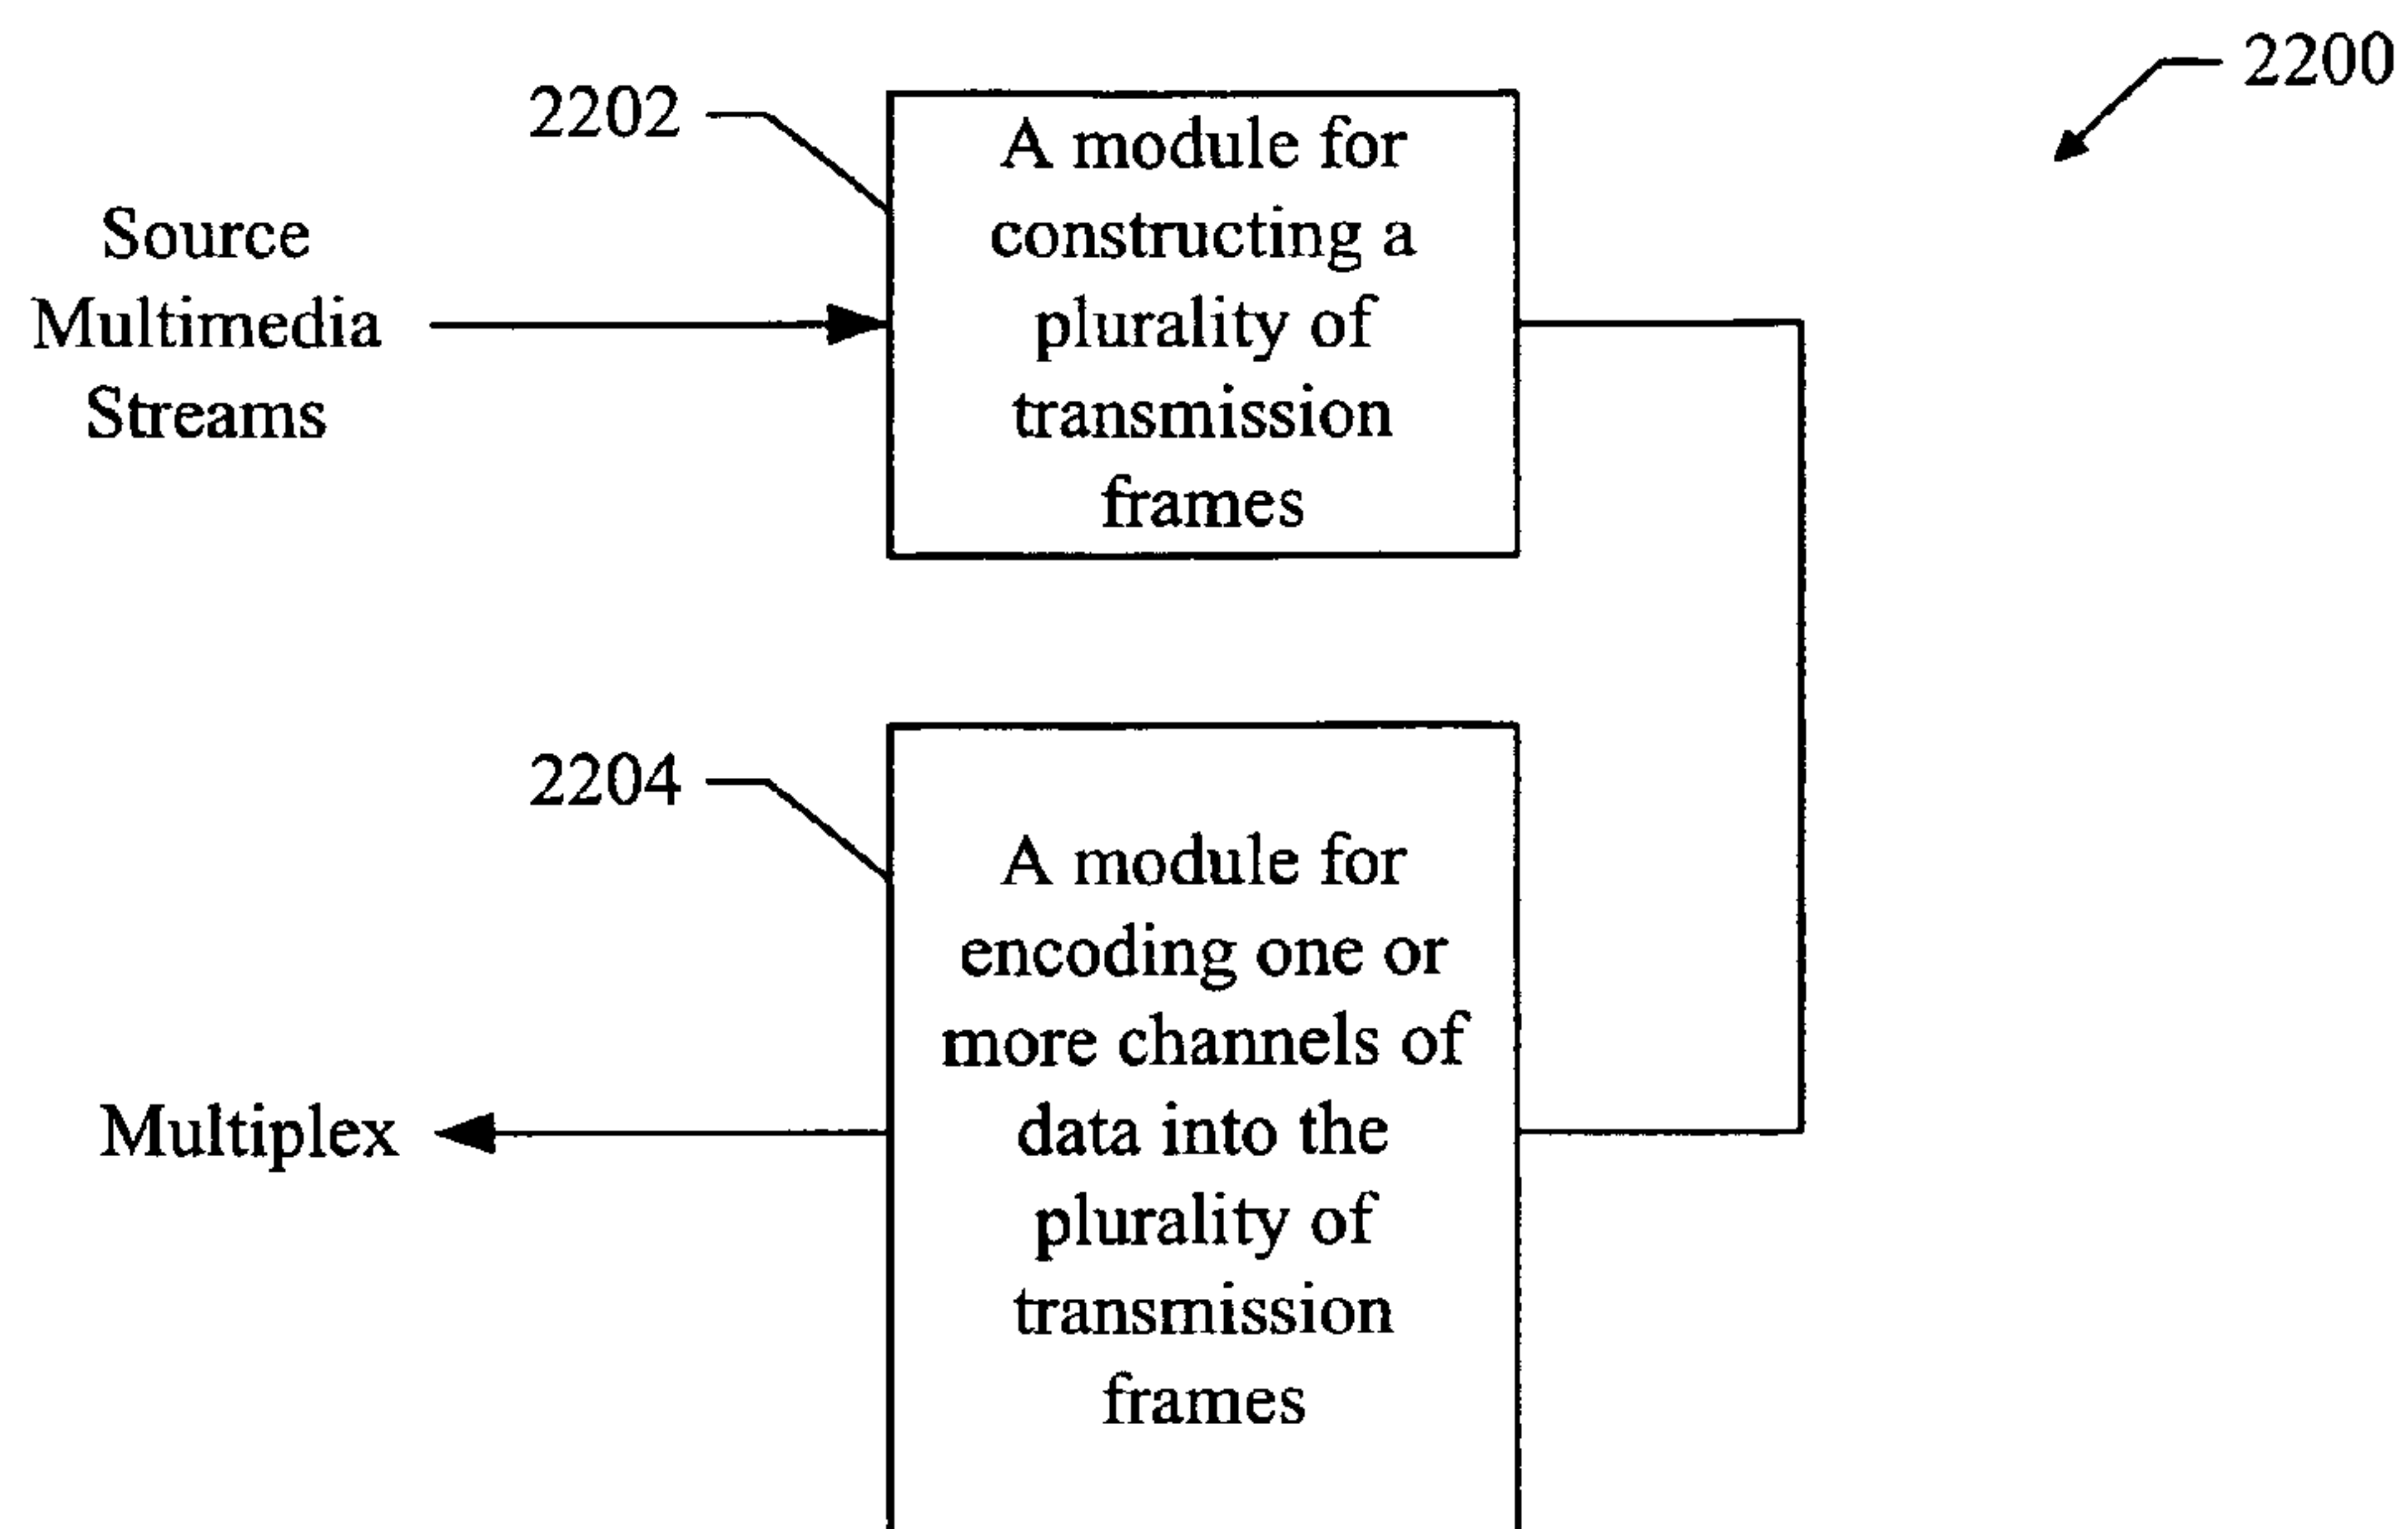 2200
2202
A module for
constructing a
plurality of
transmission
frames
Source
Multimedia
Streams
2204
A module for
encoding one or
more channels of
data into the
plurality of
transmission
frames
Multiplex